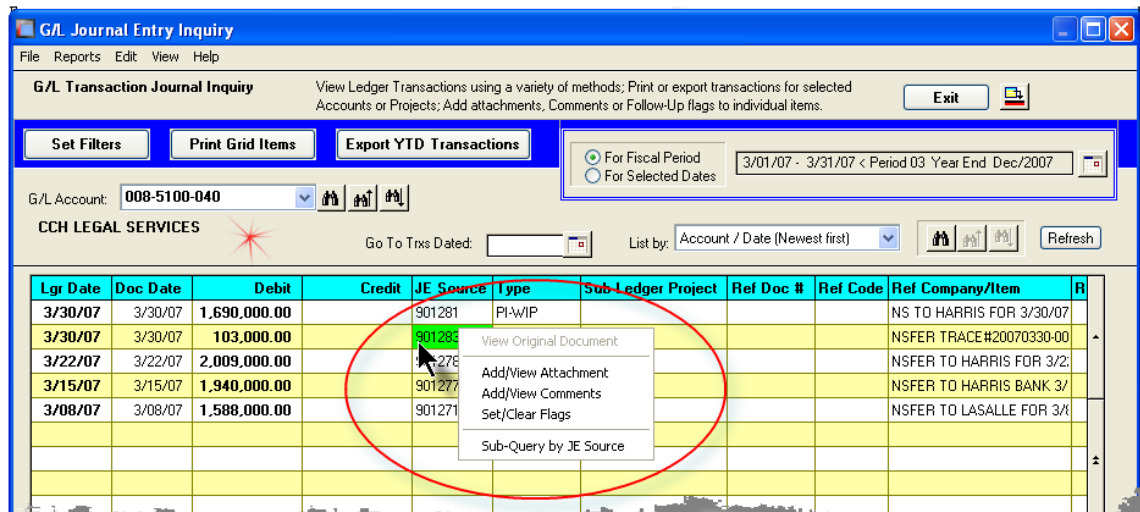 G/L Journal Entry Inquiry
File Reports Edit View Help
G/L Transaction Journal Inquiry
View Ledger Transactions using a variety of methods; Print or export transactions for selected
Accounts or Projects; Add attachments, Comments or Follow-Up flags to individual items.
Exit
Set Filters Print Grid Items Export YTD Transactions
For Fiscal Period
For Selected Dates
3/01/07 - 3/31/07 < Period 03 Year End Dec/2007
G/L Account: 008-5100-040
CCH LEGAL SERVICES
Go To Trxs Dated:
List by: Account / Date (Newest first)
Refresh
Lgr Date Doc Date Debit Credit JE Source Type Sub-Ledger Project Ref Doc # Ref Code Ref Company/Item R
3/30/07 3/30/07 1,690,000.00 901281 PI-WIP NS TO HARRIS FOR 3/30/07
3/30/07 3/30/07 103,000.00 901283 NSFER TRACE#20070330-00
3/22/07 3/22/07 2,009,000.00 NSFER TO HARRIS FOR 3/2
3/15/07 3/15/07 1,940,000.00 901277 NSFER TO HARRIS BANK 3/
3/08/07 3/08/07 1,588,000.00 901271 NSFER TO LASALLE FOR 3/8
View Original Document
Add/View Attachment
Add/View Comments
Set/Clear Flags
Sub-Query by JE Source